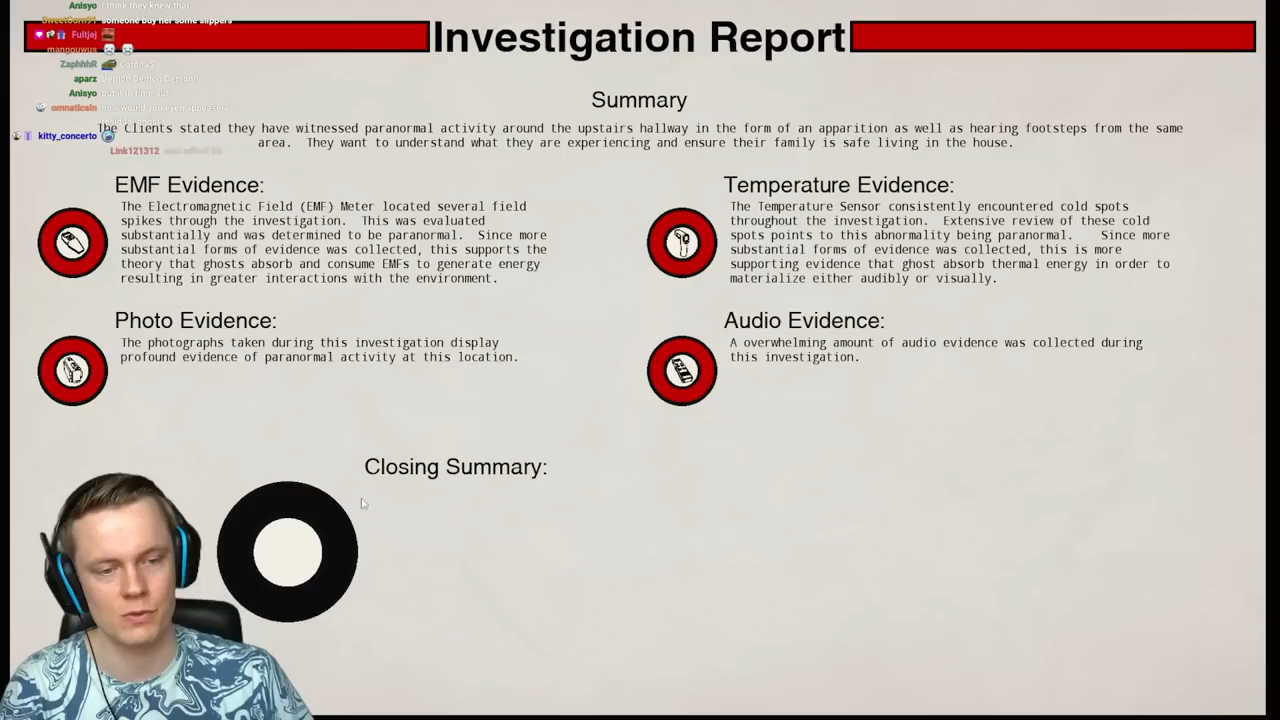 Anisyo I think they knew that
SweetCorn91 someone buy her some slippers
Fultjej
mangouwus
ZaphhhR
aparz Demon Demon Demon!
Anisyo
omnaticsin how would you even appease a
kitty_concerto
Link121312
Investigation Report
Summary
The Clients stated they have witnessed paranormal activity around the upstairs hallway in the form of an apparition as well as hearing footsteps from the same
area. They want to understand what they are experiencing and ensure their family is safe living in the house.
EMF Evidence:
The Electromagnetic Field (EMF) Meter located several field
spikes through the investigation. This was evaluated
substantially and was determined to be paranormal. Since more
substantial forms of evidence was collected, this supports the
theory that ghosts absorb and consume EMFs to generate energy
resulting in greater interactions with the environment.
Temperature Evidence:
The Temperature Sensor consistently encountered cold spots
throughout the investigation. Extensive review of these cold
spots points to this abnormality being paranormal. Since more
substantial forms of evidence was collected, this is more
supporting evidence that ghost absorb thermal energy in order to
materialize either audibly or visually.
Photo Evidence:
The photographs taken during this investigation display
profound evidence of paranormal activity at this location.
Audio Evidence:
A overwhelming amount of audio evidence was collected during
this investigation.
Closing Summary: